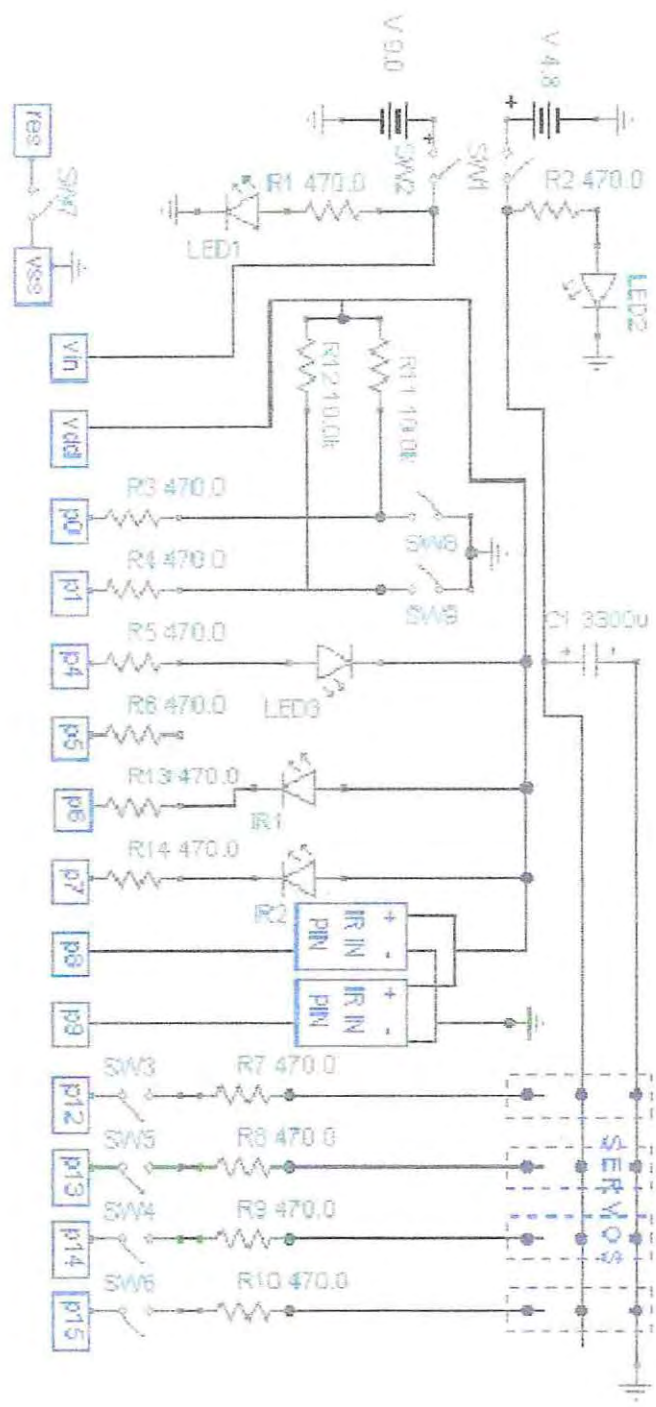 V 9.0
V 4.8
SW2
SW1
R1 470.0
R2 470.0
LED1
LED2
res
SW7
vss
vin
vdd
R12 10.0k
R11 10.0k
R3 470.0
p0
SW8
R4 470.0
p1
SW9
R5 470.0
p4
LED3
C1 3300u
R6 470.0
p5
R13 470.0
p6
IR1
R14 470.0
p7
IR2
IR IN
PIN
p8
IR IN
PIN
p9
SW3
R7 470.0
p12
SW5
R8 470.0
p13
SW4
R9 470.0
p14
SW6
R10 470.0
p15
SERVOS